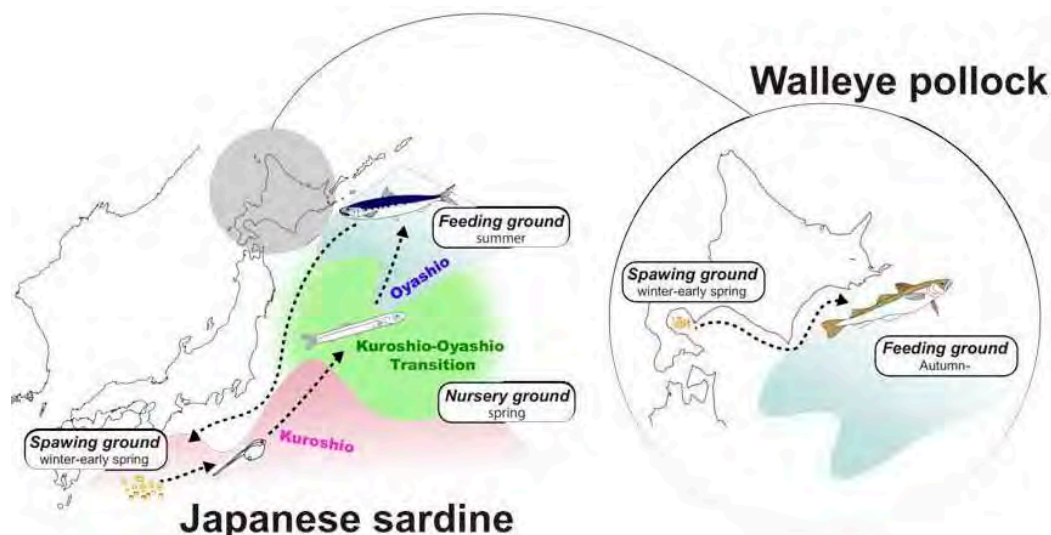 Walleye pollock
Feeding ground
summer
Oyashio
Kuroshio-Oyashio
Transition
Nursery ground
spring
Spawing ground
winter-early spring
Kuroshio
Japanese sardine
Spawing ground
winter-early spring
Feeding ground
Autumn-